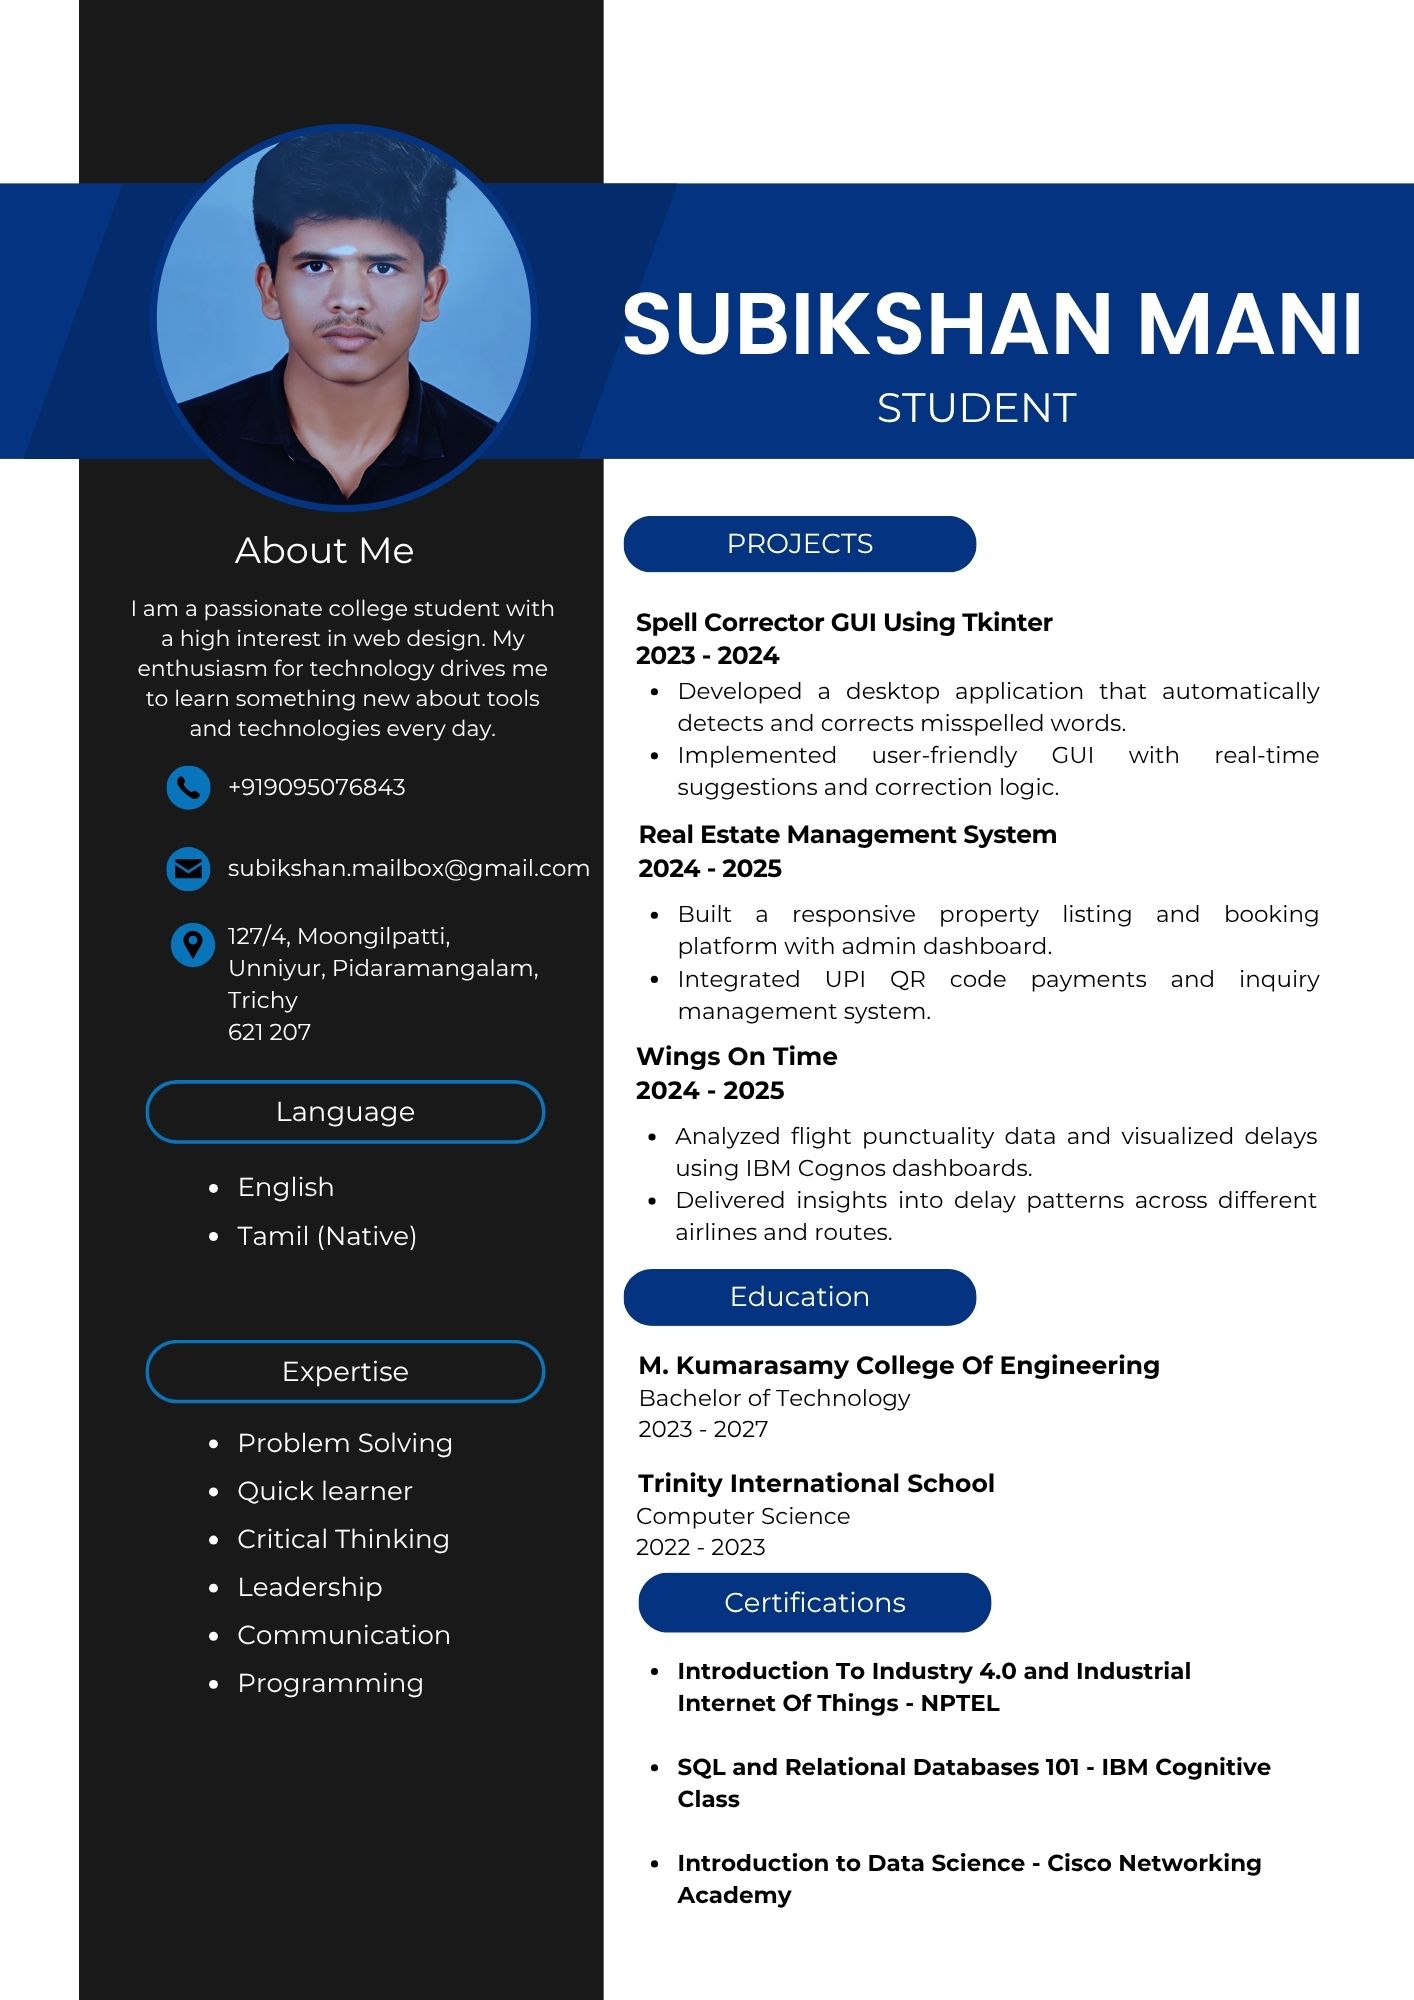 SUBIKSHAN MANI
STUDENT
About Me
I am a passionate college student with
a high interest in web design. My
enthusiasm for technology drives me
to learn something new about tools
and technologies every day.
+919095076843
subikshan.mailbox@gmail.com
127/4, Moongilpatti,
Unniyur, Pidaramangalam,
Trichy
621 207
Language
• English
• Tamil (Native)
Expertise
• Problem Solving
• Quick learner
• Critical Thinking
• Leadership
• Communication
• Programming
PROJECTS
Spell Corrector GUI Using Tkinter
2023 - 2024
• Developed a desktop application that automatically
detects and corrects misspelled words.
• Implemented user-friendly GUI with real-time
suggestions and correction logic.
Real Estate Management System
2024 - 2025
• Built a responsive property listing and booking
platform with admin dashboard.
• Integrated UPI QR code payments and inquiry
management system.
Wings On Time
2024 - 2025
• Analyzed flight punctuality data and visualized delays
using IBM Cognos dashboards.
• Delivered insights into delay patterns across different
airlines and routes.
Education
M. Kumarasamy College Of Engineering
Bachelor of Technology
2023 - 2027
Trinity International School
Computer Science
2022 - 2023
Certifications
• Introduction To Industry 4.0 and Industrial
Internet Of Things - NPTEL
• SQL and Relational Databases 101 - IBM Cognitive
Class
• Introduction to Data Science - Cisco Networking
Academy